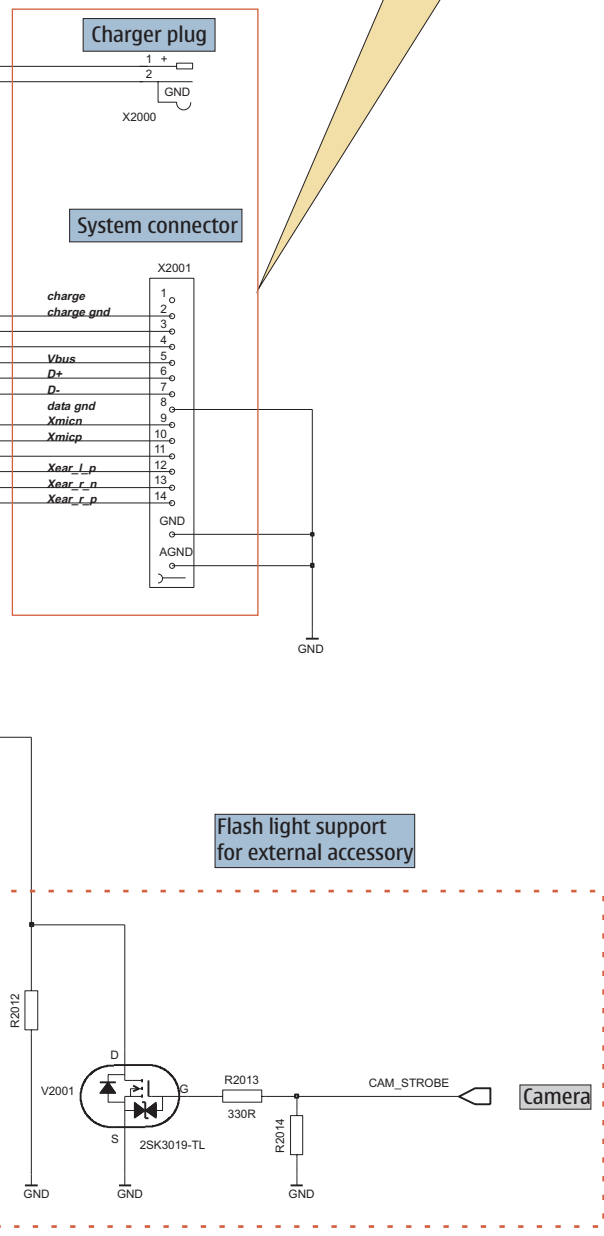 Charger plug
1 +
2
GND
X2000
System connector
X2001
charge 1
charge gnd 2
3
4
Vbus 5
D+ 6
D- 7
data gnd 8
Xmicn 9
Xmicp 10
11
Xear_l_p 12
Xear_r_n 13
Xear_r_p 14
GND
AGND
GND
Flash light support
for external accessory
R2012
D
V2001
G
S
2SK3019-TL
R2013
330R
R2014
CAM_STROBE
Camera
GND
GND
GND